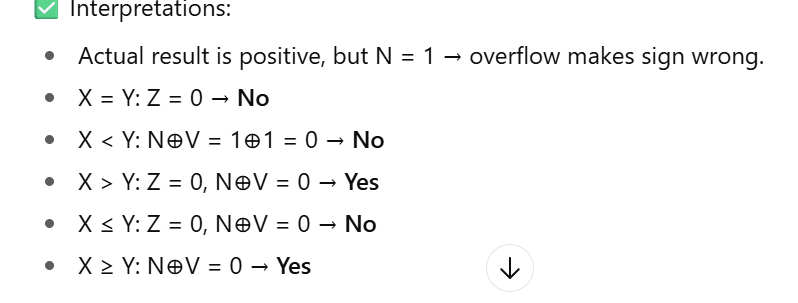 ✅ Interpretations:
• Actual result is positive, but N = 1 → overflow makes sign wrong.
• X = Y: Z = 0 → No
• X < Y: N⊕V = 1⊕1 = 0 → No
• X > Y: Z = 0, N⊕V = 0 → Yes
• X ≤ Y: Z = 0, N⊕V = 0 → No
• X ≥ Y: N⊕V = 0 → Yes